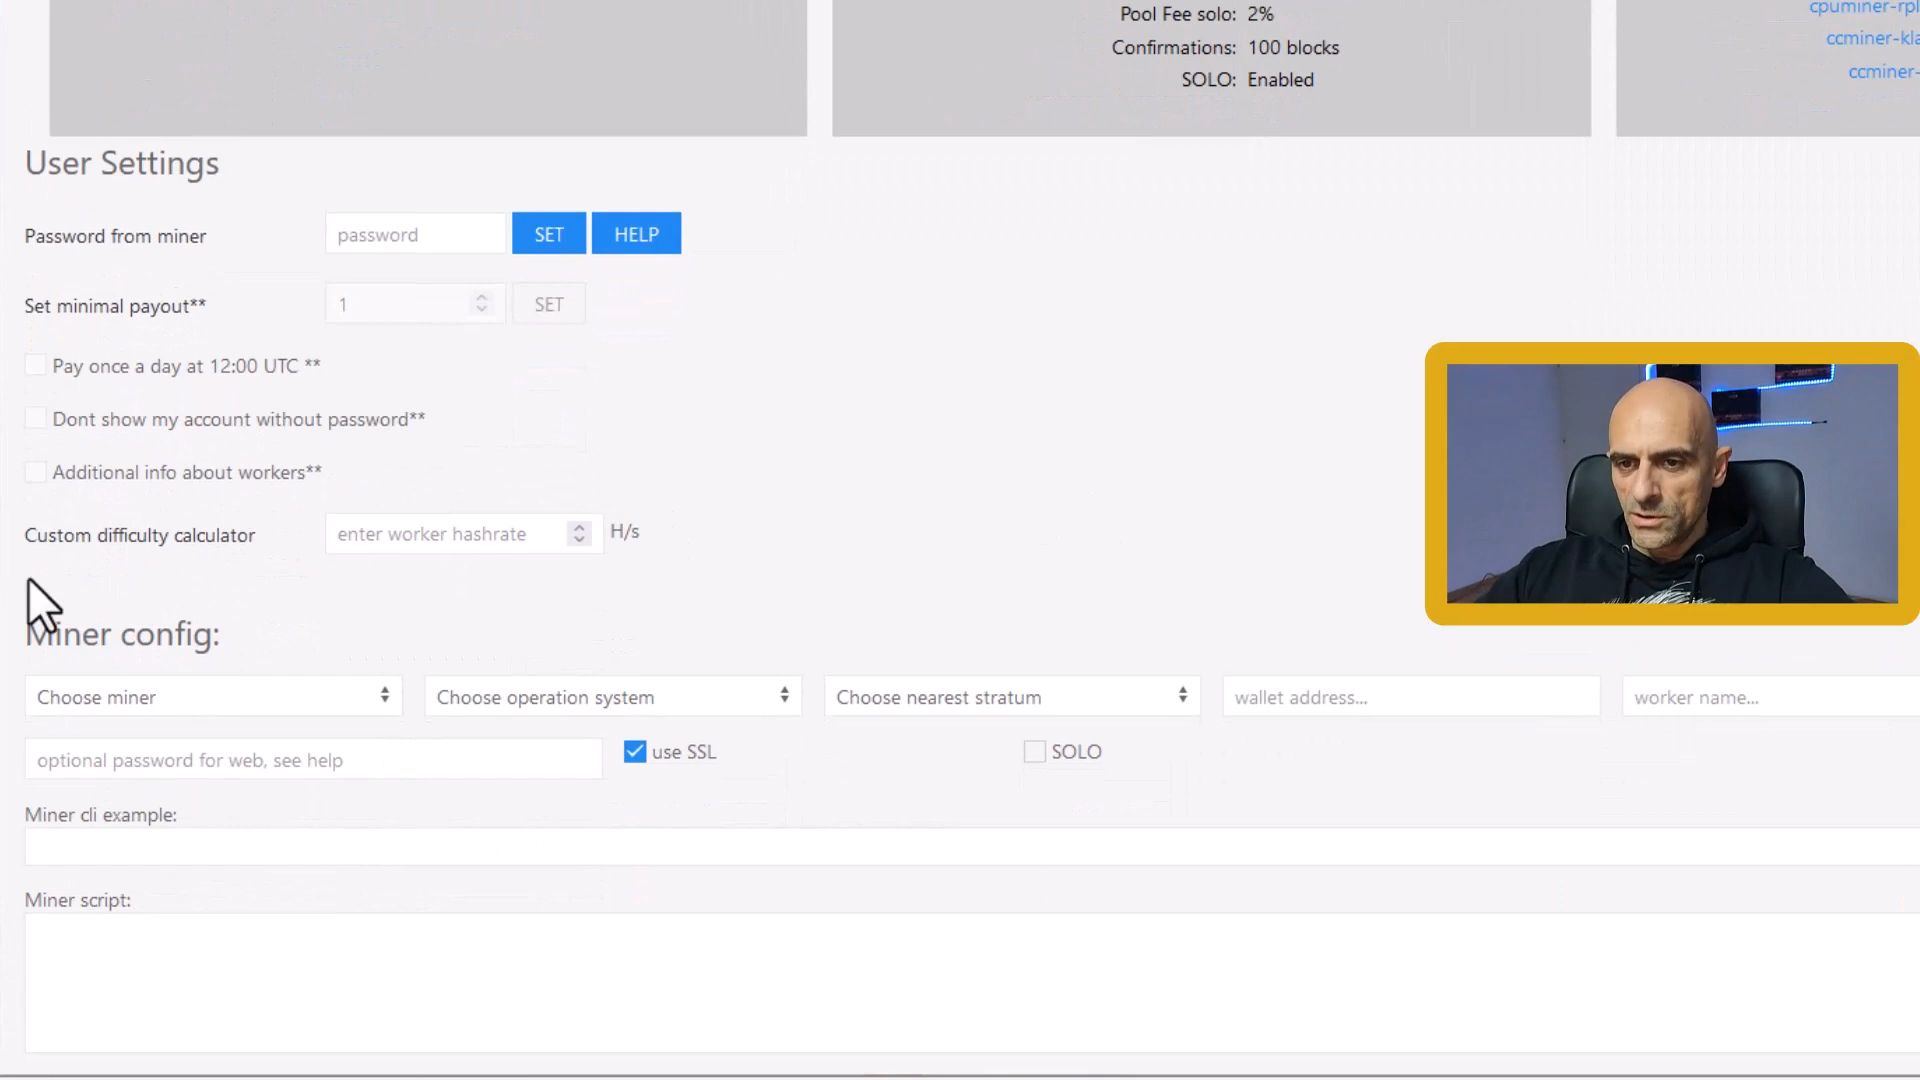 Pool Fee solo: 2%
Confirmations: 100 blocks
SOLO: Enabled
cpuminer-rpl
ccminer-kla
ccminer-
User Settings
Password from miner password SET HELP
Set minimal payout** 1 SET
Pay once a day at 12:00 UTC **
Dont show my account without password**
Additional info about workers**
Custom difficulty calculator enter worker hashrate H/s
Miner config:
Choose miner Choose operation system Choose nearest stratum wallet address... worker name...
optional password for web, see help use SSL SOLO
Miner cli example:
Miner script: